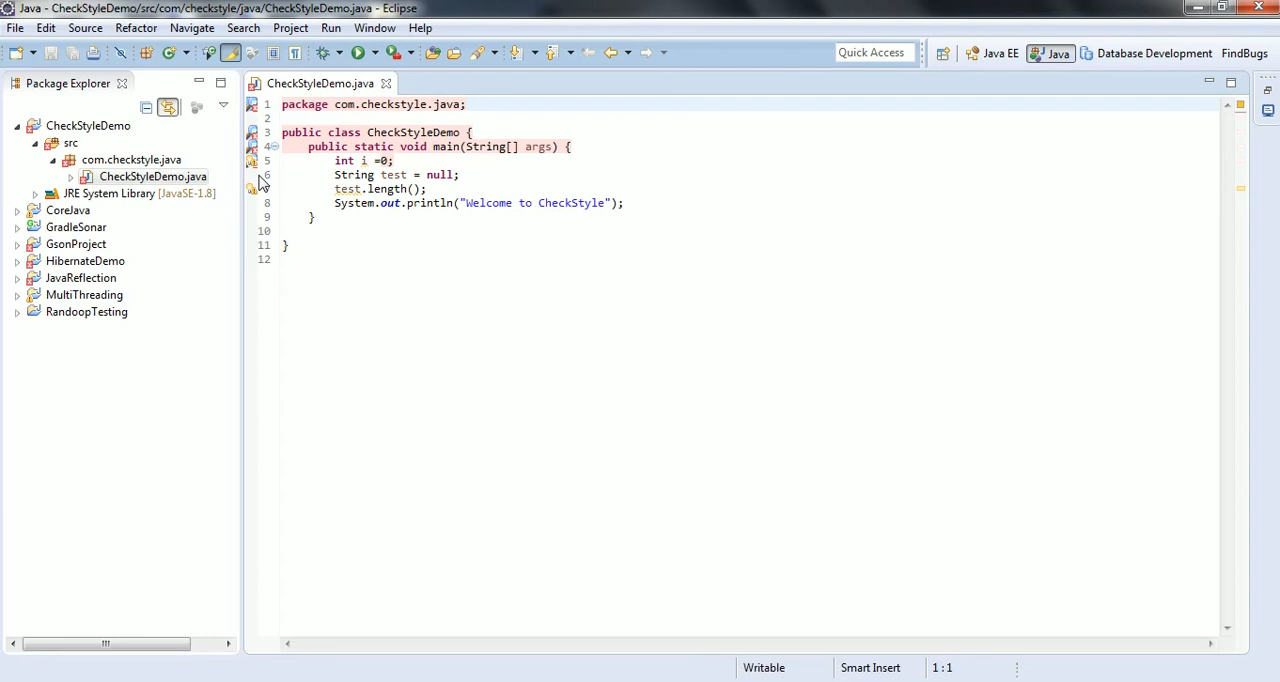 Java - CheckStyleDemo/src/com/checkstyle/java/CheckStyleDemo.java - Eclipse
File Edit Source Refactor Navigate Search Project Run Window Help
Quick Access
Java EE
Java
Database Development
FindBugs
Package Explorer
CheckStyleDemo
src
com.checkstyle.java
CheckStyleDemo.java
JRE System Library [JavaSE-1.8]
CoreJava
GradleSonar
GsonProject
HibernateDemo
JavaReflection
MultiThreading
RandoopTesting
CheckStyleDemo.java
1 package com.checkstyle.java;
2
3 public class CheckStyleDemo {
4 public static void main(String[] args) {
5 int i =0;
6 String test = null;
test.length();
8 System.out.println("Welcome to CheckStyle");
9 }
10
11 }
12
Writable
Smart Insert
1 : 1